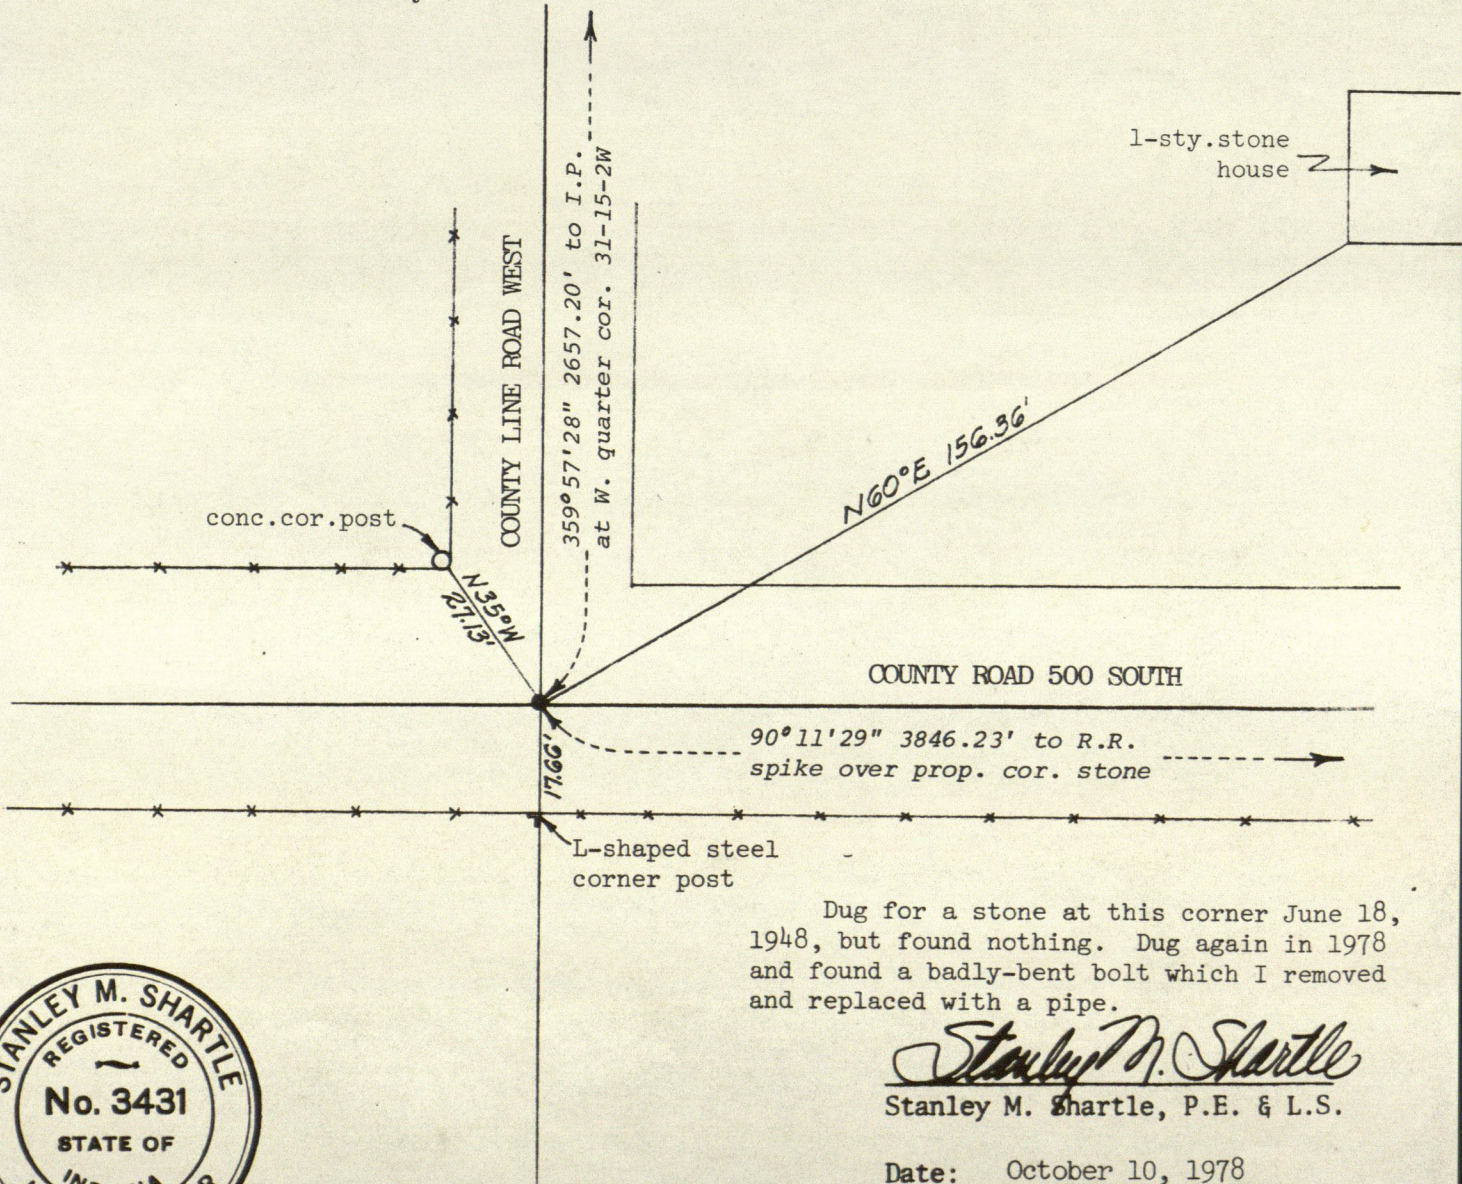 1-sty.stone
house
COUNTY LINE ROAD WEST
359°57'28" 2657.20' to I.P.
at W. quarter cor. 31-15-2W
N60°E 156.36'
conc.cor.post
N35°W
27.13'
COUNTY ROAD 500 SOUTH
90°11'29" 3846.23' to R.R.
spike over prop. cor. stone
17.66'
L-shaped steel
corner post
Dug for a stone at this corner June 18,
1948, but found nothing. Dug again in 1978
and found a badly-bent bolt which I removed
and replaced with a pipe.
Stanley M. Shartle
Stanley M. Shartle, P.E. & L.S.
Date: October 10, 1978
STANLEY M. SHARTLE
REGISTERED
No. 3431
STATE OF